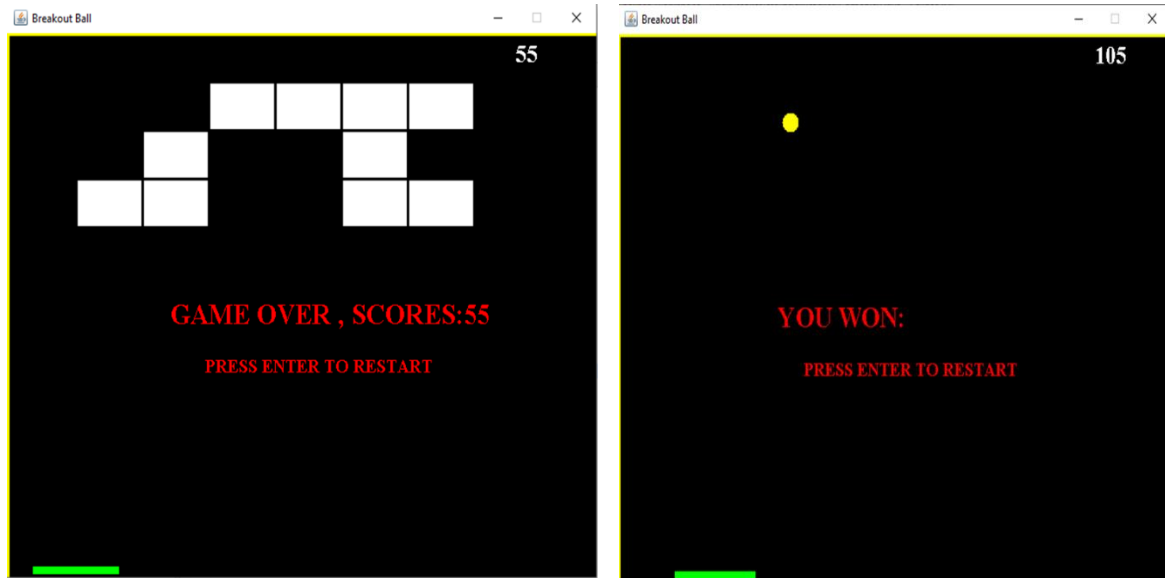 Breakout Ball
55
GAME OVER , SCORES:55
PRESS ENTER TO RESTART
Breakout Ball
105
YOU WON:
PRESS ENTER TO RESTART